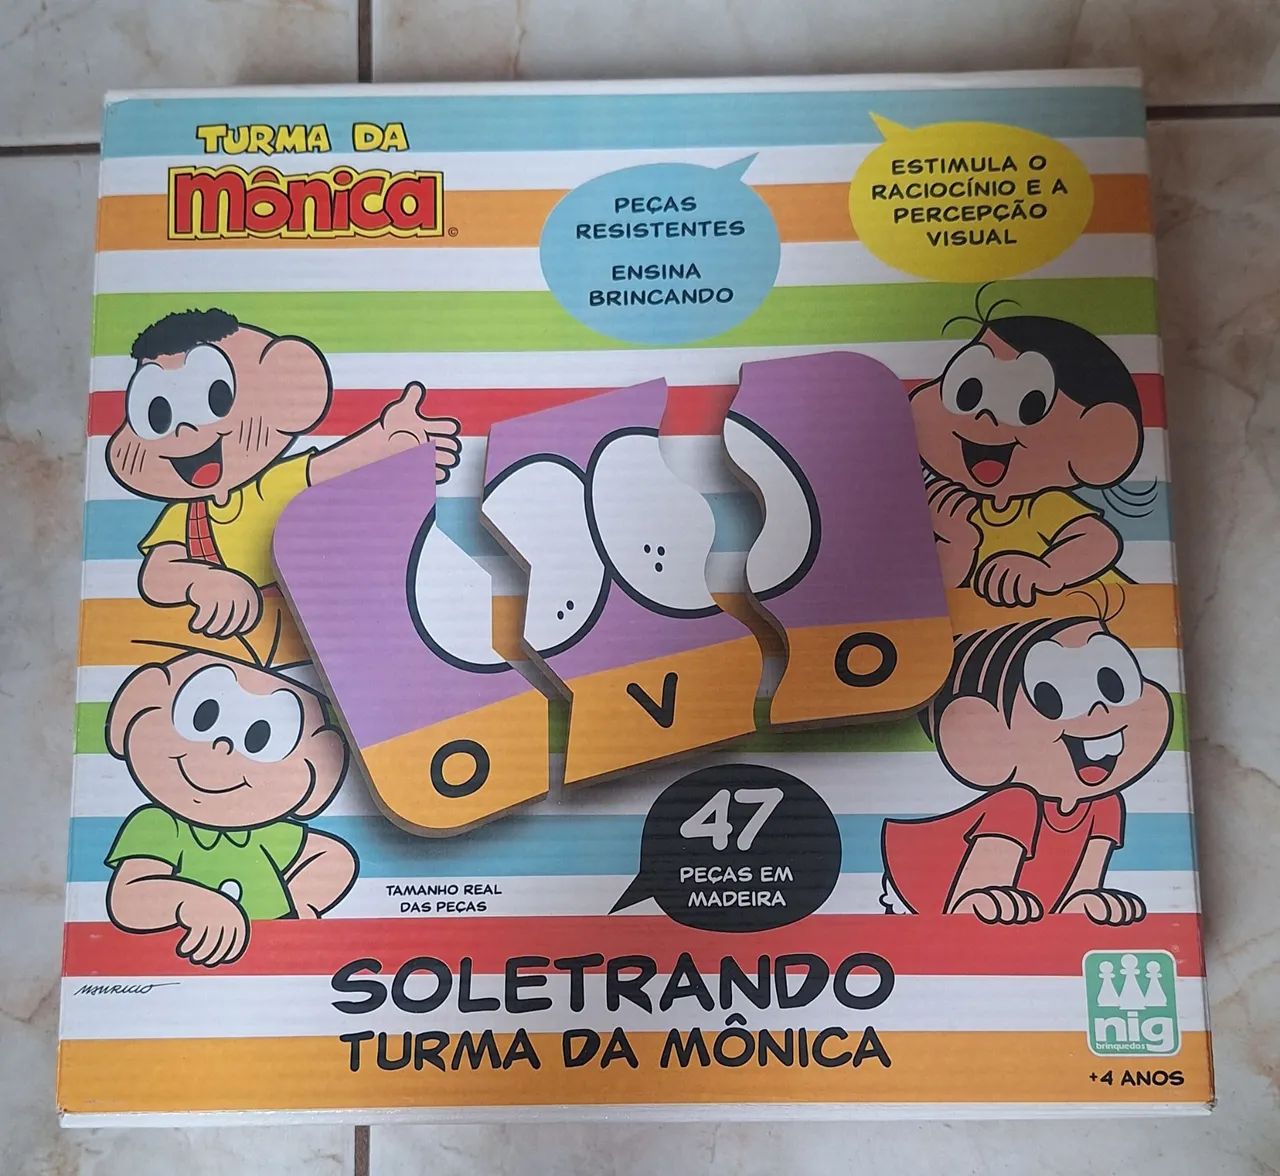 TURMA DA
MÔNICA
©
PEÇAS
RESISTENTES
ENSINA
BRINCANDO
ESTIMULA O
RACIOCÍNIO E A
PERCEPÇÃO
VISUAL
O V O
47
PEÇAS EM
MADEIRA
TAMANHO REAL
DAS PEÇAS
MAURICIO
SOLETRANDO
TURMA DA MÔNICA
nig
brinquedos
+4 ANOS